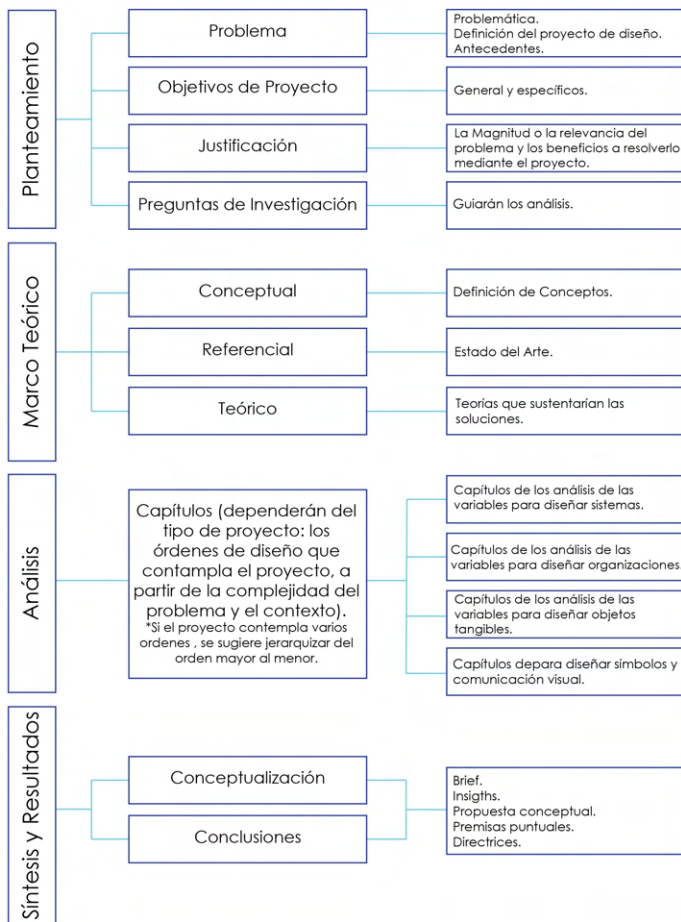 Planteamiento
Problema
Problemática.
Definición del proyecto de diseño.
Antecedentes.
Objetivos de Proyecto
General y específicos.
Justificación
La Magnitud o la relevancia del
problema y los beneficios a resolverlo
mediante el proyecto.
Preguntas de Investigación
Guiarán los análisis.
Marco Teórico
Conceptual
Definición de Conceptos.
Referencial
Estado del Arte.
Teórico
Teorías que sustentarían las
soluciones.
Análisis
Capítulos (dependerán del
tipo de proyecto: los
órdenes de diseño que
contampla el proyecto, a
partir de la complejidad del
problema y el contexto).
*Si el proyecto contempla varios
ordenes , se sugiere jerarquizar del
orden mayor al menor.
Capítulos de los análisis de las
variables para diseñar sistemas.
Capítulos de los análisis de las
variables para diseñar organizaciones.
Capítulos de los análisis de las
variables para diseñar objetos
tangibles.
Capítulos depara diseñar símbolos y
comunicación visual.
Síntesis y Resultados
Conceptualización
Conclusiones
Brief.
Insigths.
Propuesta conceptual.
Premisas puntuales.
Directrices.